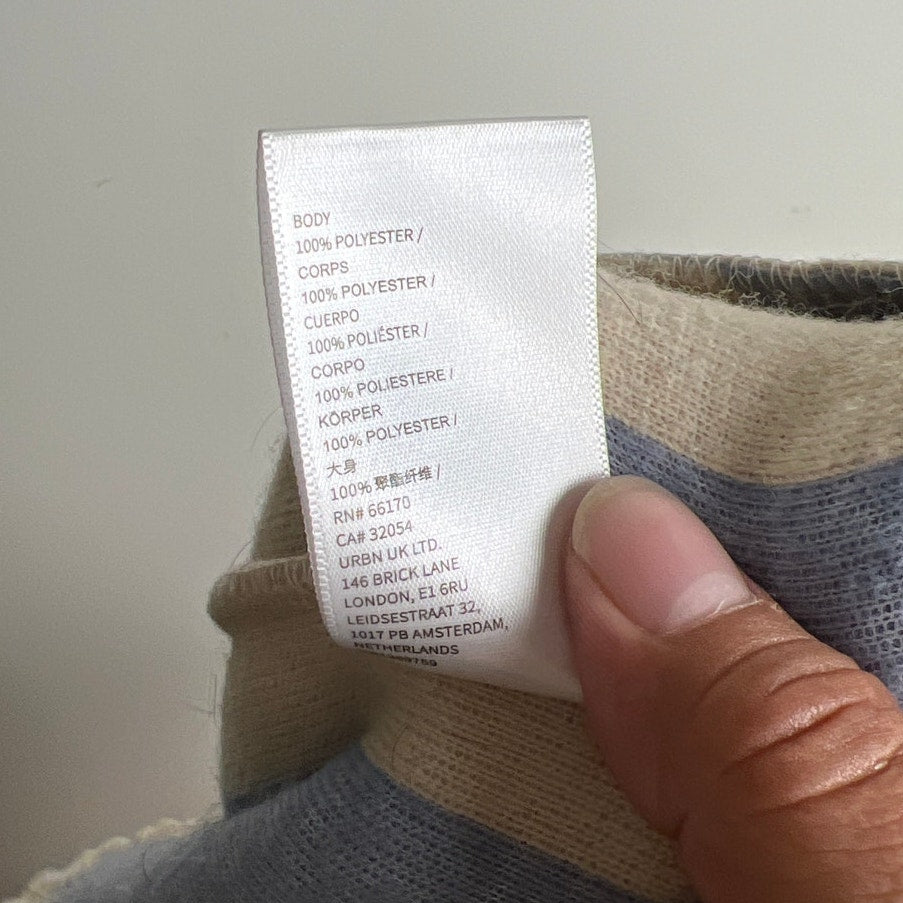 BODY
100% POLYESTER /
CORPS
100% POLYESTER /
CUERPO
100% POLIÉSTER /
CORPO
100% POLIESTERE /
KÖRPER
100% POLYESTER /
大身
100% 聚酯纤维 /
RN# 66170
CA# 32054
URBN UK LTD.
146 BRICK LANE
LONDON, E1 6RU
LEIDSESTRAAT 32,
1017 PB AMSTERDAM,
NETHERLANDS